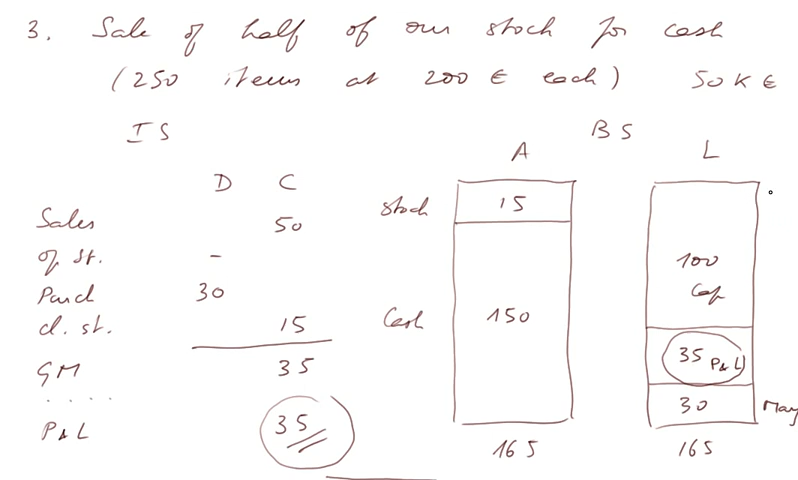 3. Sale of half of our stock for cash
(250 items at 200 € each) 50 K €
IS BS
A L
D C
Sales 50
op St. -
Purch 30
cl. st. 15
GM 35
. . . . .
P&L 35
Stock 15
Cash 150
100
Cap
35 P&L
30 May
165 165